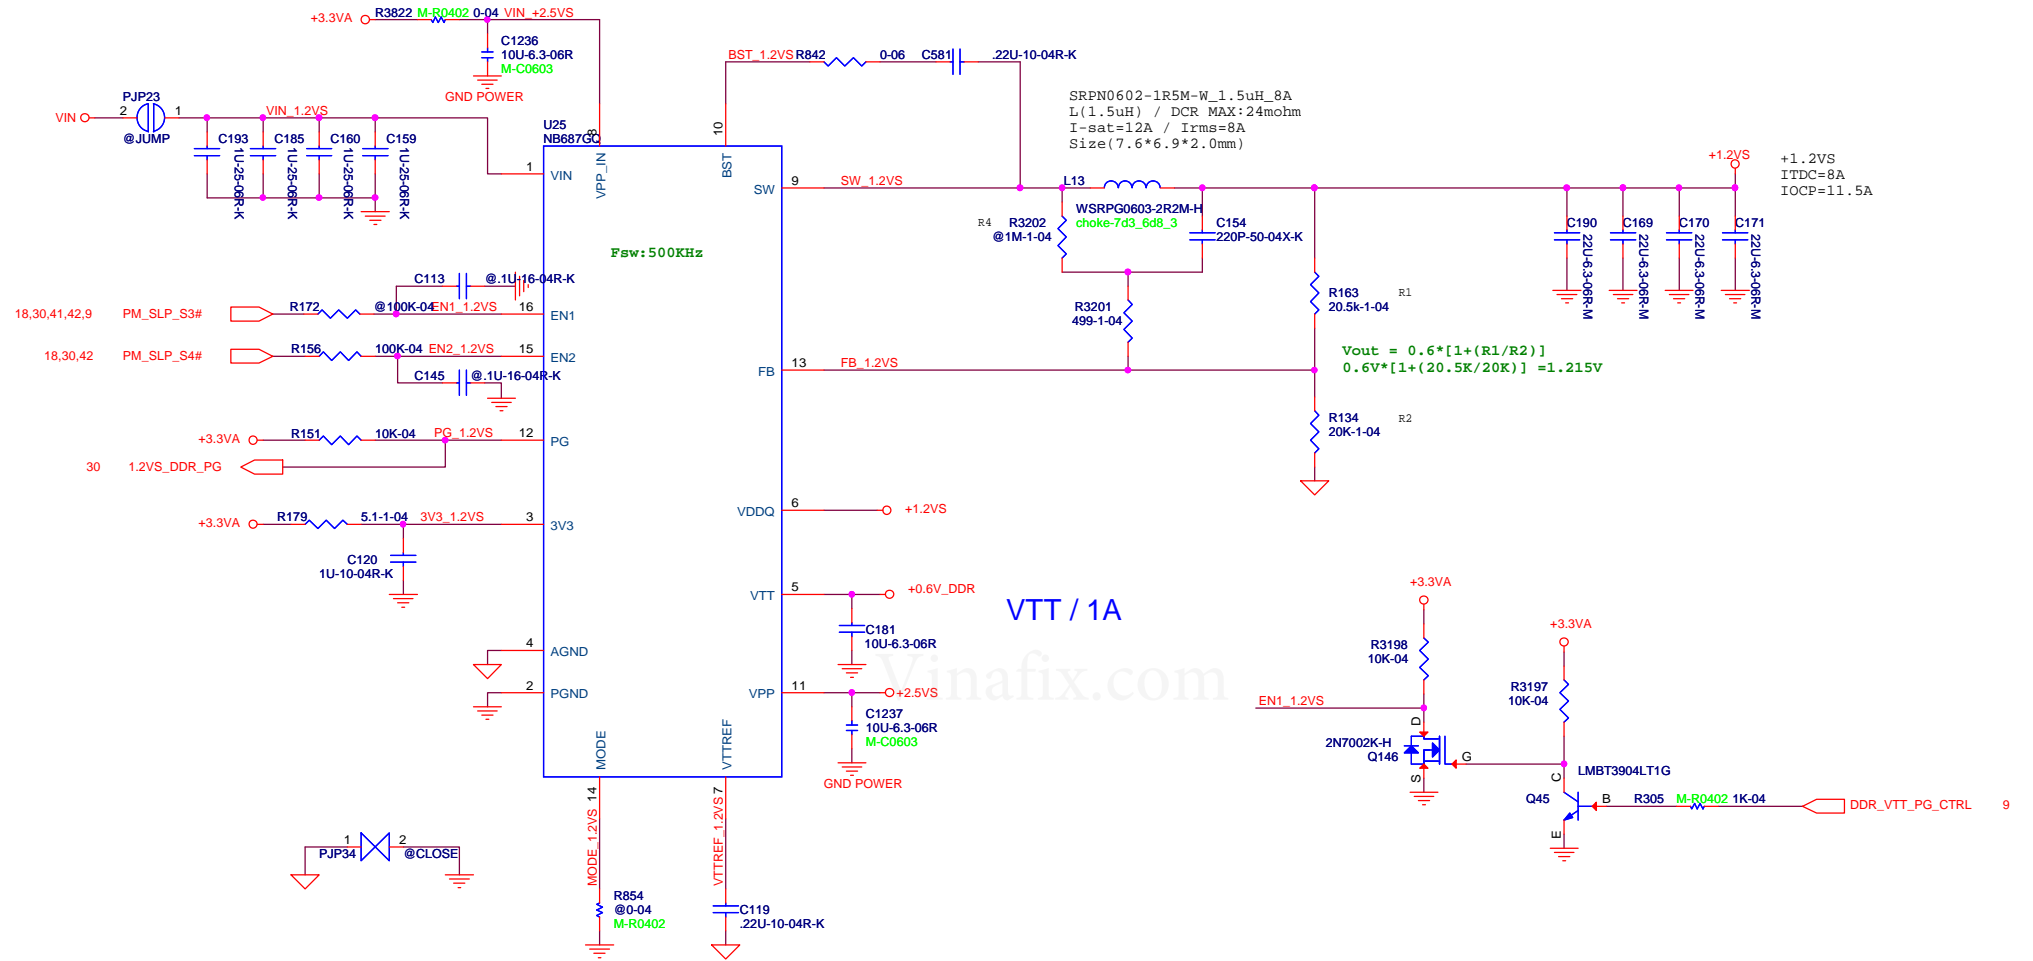 +3.3VA R3822 M-R0402 0-04 VIN_+2.5VS
C1236
10U-6.3-06R
M-C0603
GND POWER
BST_1.2VS R842 0-06 C581 .22U-10-04R-K
SRPN0602-1R5M-W_1.5uH_8A
L(1.5uH) / DCR MAX:24mohm
I-sat=12A / Irms=8A
Size(7.6*6.9*2.0mm)
PJP23
VIN 2 1 VIN_1.2VS
@JUMP
C193 C185 C160 C159
1U-25-06R-K 1U-25-06R-K 1U-25-06R-K 1U-25-06R-K
U25
NB687GQ
8 10
VPP_IN BST
1 VIN
SW 9 SW_1.2VS
L13
WSRPG0603-2R2M-H
choke-7d3_6d8_3
R4 R3202
@1M-1-04
C154
220P-50-04X-K
+1.2VS
+1.2VS
ITDC=8A
IOCP=11.5A
C190 C169 C170 C171
22U-6.3-06R-M 22U-6.3-06R-M 22U-6.3-06R-M 22U-6.3-06R-M
Fsw:500KHz
C113 @.1U-16-04R-K
18,30,41,42,9 PM_SLP_S3# R172 @100K-04 EN1_1.2VS 16 EN1
18,30,42 PM_SLP_S4# R156 100K-04 EN2_1.2VS 15 EN2
C145 @.1U-16-04R-K
R3201
499-1-04
R163 R1
20.5k-1-04
FB 13 FB_1.2VS
Vout = 0.6*[1+(R1/R2)]
0.6V*[1+(20.5K/20K)] =1.215V
R134 R2
20K-1-04
+3.3VA R151 10K-04 PG_1.2VS 12 PG
30 1.2VS_DDR_PG
VDDQ 6 +1.2VS
+3.3VA R179 5.1-1-04 3V3_1.2VS 3 3V3
C120
1U-10-04R-K
VTT 5 +0.6V_DDR
VTT / 1A
C181
10U-6.3-06R
4 AGND
2 PGND
VPP 11 +2.5VS
C1237
10U-6.3-06R
M-C0603
GND POWER
Vinafix.com
MODE VTTREF
14 7
MODE_1.2VS VTTREF_1.2VS
R854
@0-04
M-R0402
C119
.22U-10-04R-K
1 2
PJP34 @CLOSE
+3.3VA
R3198
10K-04
+3.3VA
R3197
10K-04
EN1_1.2VS
D
2N7002K-H
Q146
G
S
LMBT3904LT1G
C
Q45 B R305 M-R0402 1K-04 DDR_VTT_PG_CTRL 9
E